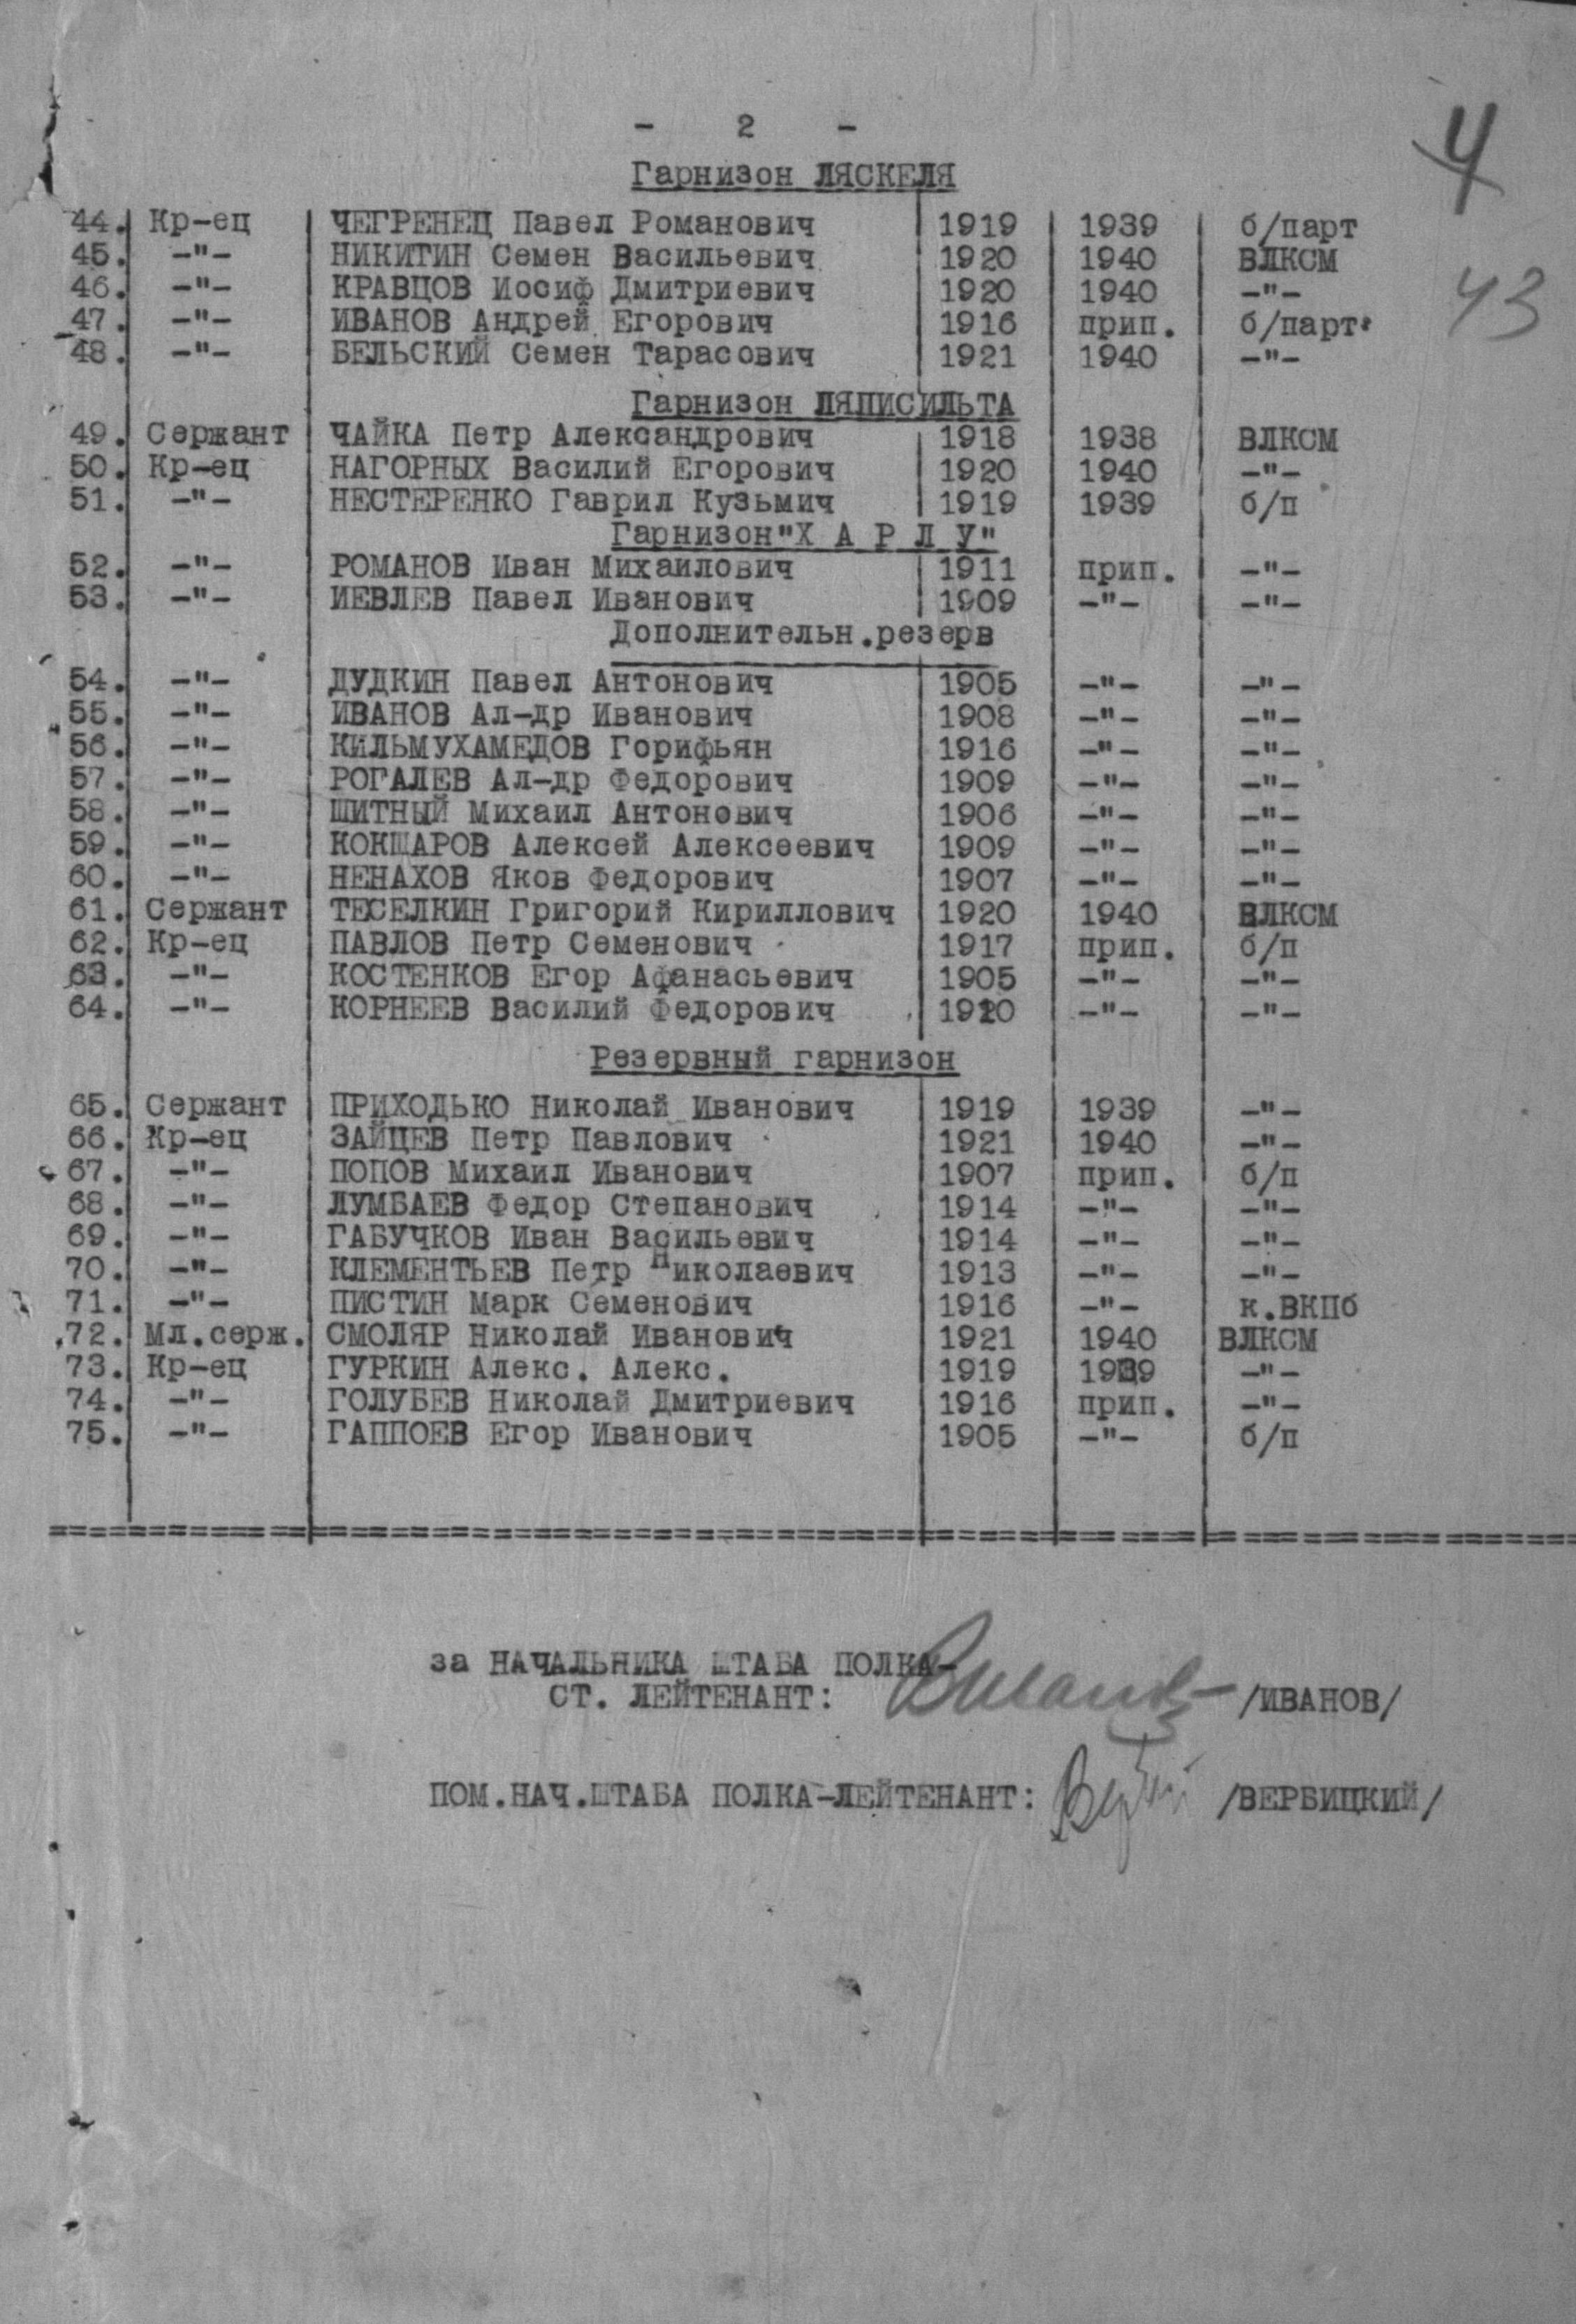 - 2 -
4
Гарнизон ЛЯСКЕЛЯ
44. Кр-ец ЧЕГРЕНЕЦ Павел Романович 1919 1939 б/парт
45. -"- НИКИТИН Семен Васильевич 1920 1940 ВЛКСМ
46. -"- КРАВЦОВ Иосиф Дмитриевич 1920 1940 -"-
43
47. -"- ИВАНОВ Андрей Егорович 1916 прип. б/парт.
48. -"- БЕЛЬСКИЙ Семен Тарасович 1921 1940 -"-
Гарнизон ЛЯПИСИЛЬТА
49. Сержант ЧАЙКА Петр Александрович 1918 1938 ВЛКСМ
50. Кр-ец НАГОРНЫХ Василий Егорович 1920 1940 -"-
51. -"- НЕСТЕРЕНКО Гаврил Кузьмич 1919 1939 б/п
Гарнизон"Х А Р Л У"
52. -"- РОМАНОВ Иван Михаилович 1911 прип. -"-
53. -"- ИЕВЛЕВ Павел Иванович 1909 -"- -"-
Дополнительн.резерв
54. -"- ДУДКИН Павел Антонович 1905 -"- -"-
55. -"- ИВАНОВ Ал-др Иванович 1908 -"- -"-
56. -"- КИЛЬМУХАМЕДОВ Горифьян 1916 -"- -"-
57. -"- РОГАЛЕВ Ал-др Федорович 1909 -"- -"-
58. -"- ШИТНЫЙ Михаил Антонович 1906 -"- -"-
59. -"- КОКШАРОВ Алексей Алексеевич 1909 -"- -"-
60. -"- НЕНАХОВ Яков Федорович 1907 -"- -"-
61. Сержант ТЕСЕЛКИН Григорий Кириллович 1920 1940 ВЛКСМ
62. Кр-ец ПАВЛОВ Петр Семенович 1917 прип. б/п
63. -"- КОСТЕНКОВ Егор Афанасьевич 1905 -"- -"-
64. -"- КОРНЕЕВ Василий Федорович -"- -"-
Резервный гарнизон
65. Сержант ПРИХОДЬКО Николай Иванович 1919 1939 -"-
66. Кр-ец ЗАЙЦЕВ Петр Павлович 1921 1940 -"-
67. -"- ПОПОВ Михаил Иванович 1907 прип. б/п
68. -"- ЛУМБАЕВ Федор Степанович 1914 -"- -"-
69. -"- ГАБУЧКОВ Иван Васильевич 1914 -"- -"-
70. -"- КЛЕМЕНТЬЕВ Петр Николаевич 1913 -"- -"-
71. -"- ПИСТИН Марк Семенович 1916 -"- к.ВКПб
72. Мл.серж. СМОЛЯР Николай Иванович 1921 1940 ВЛКСМ
73. Кр-ец ГУРКИН Алекс. Алекс. 1919 1939 -"-
74. -"- ГОЛУБЕВ Николай Дмитриевич 1916 прип. -"-
75. -"- ГАППОЕВ Егор Иванович 1905 -"- б/п
за НАЧАЛЬНИКА ШТАБА ПОЛКА-
СТ. ЛЕЙТЕНАНТ: /ИВАНОВ/
ПОМ.НАЧ.ШТАБА ПОЛКА-ЛЕЙТЕНАНТ: /ВЕРБИЦКИЙ/